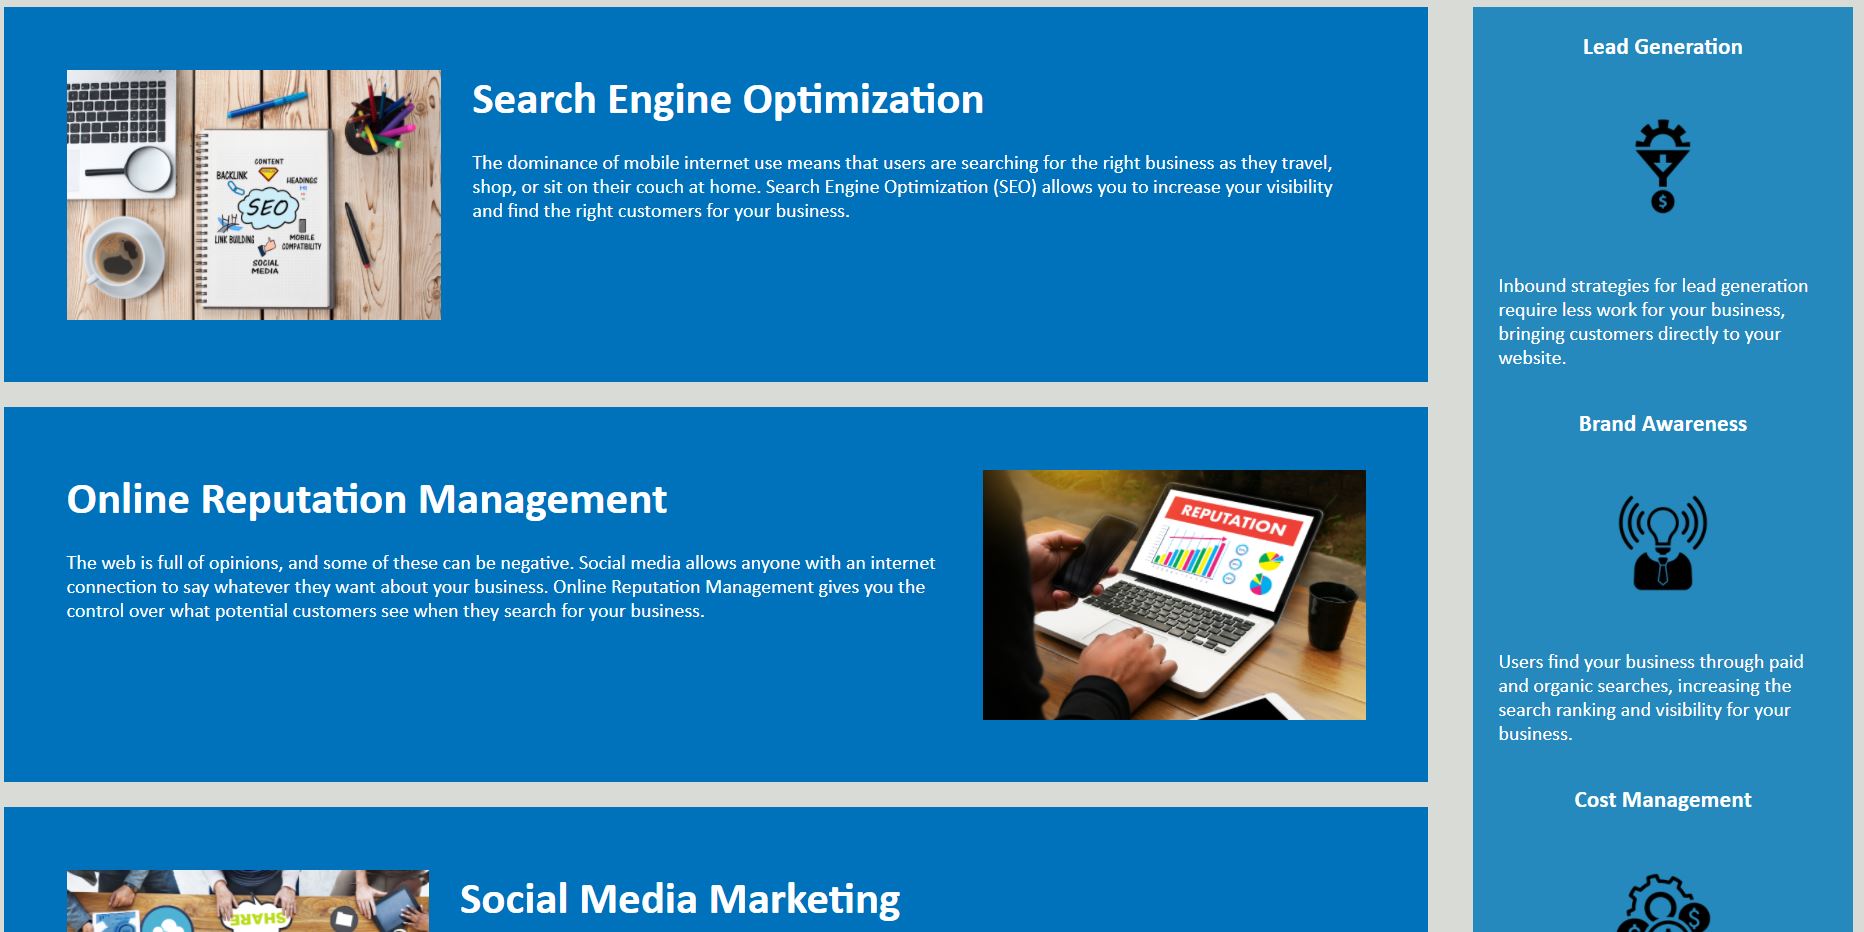 Search Engine Optimization
The dominance of mobile internet use means that users are searching for the right business as they travel,
shop, or sit on their couch at home. Search Engine Optimization (SEO) allows you to increase your visibility
and find the right customers for your business.
CONTENT
BACKLINK
HEADINGS
SEO
LINK BUILDING
MOBILE
COMPATIBILITY
SOCIAL
MEDIA
Online Reputation Management
The web is full of opinions, and some of these can be negative. Social media allows anyone with an internet
connection to say whatever they want about your business. Online Reputation Management gives you the
control over what potential customers see when they search for your business.
REPUTATION
Social Media Marketing
SHARE
Lead Generation
$
Inbound strategies for lead generation
require less work for your business,
bringing customers directly to your
website.
Brand Awareness
Users find your business through paid
and organic searches, increasing the
search ranking and visibility for your
business.
Cost Management
$